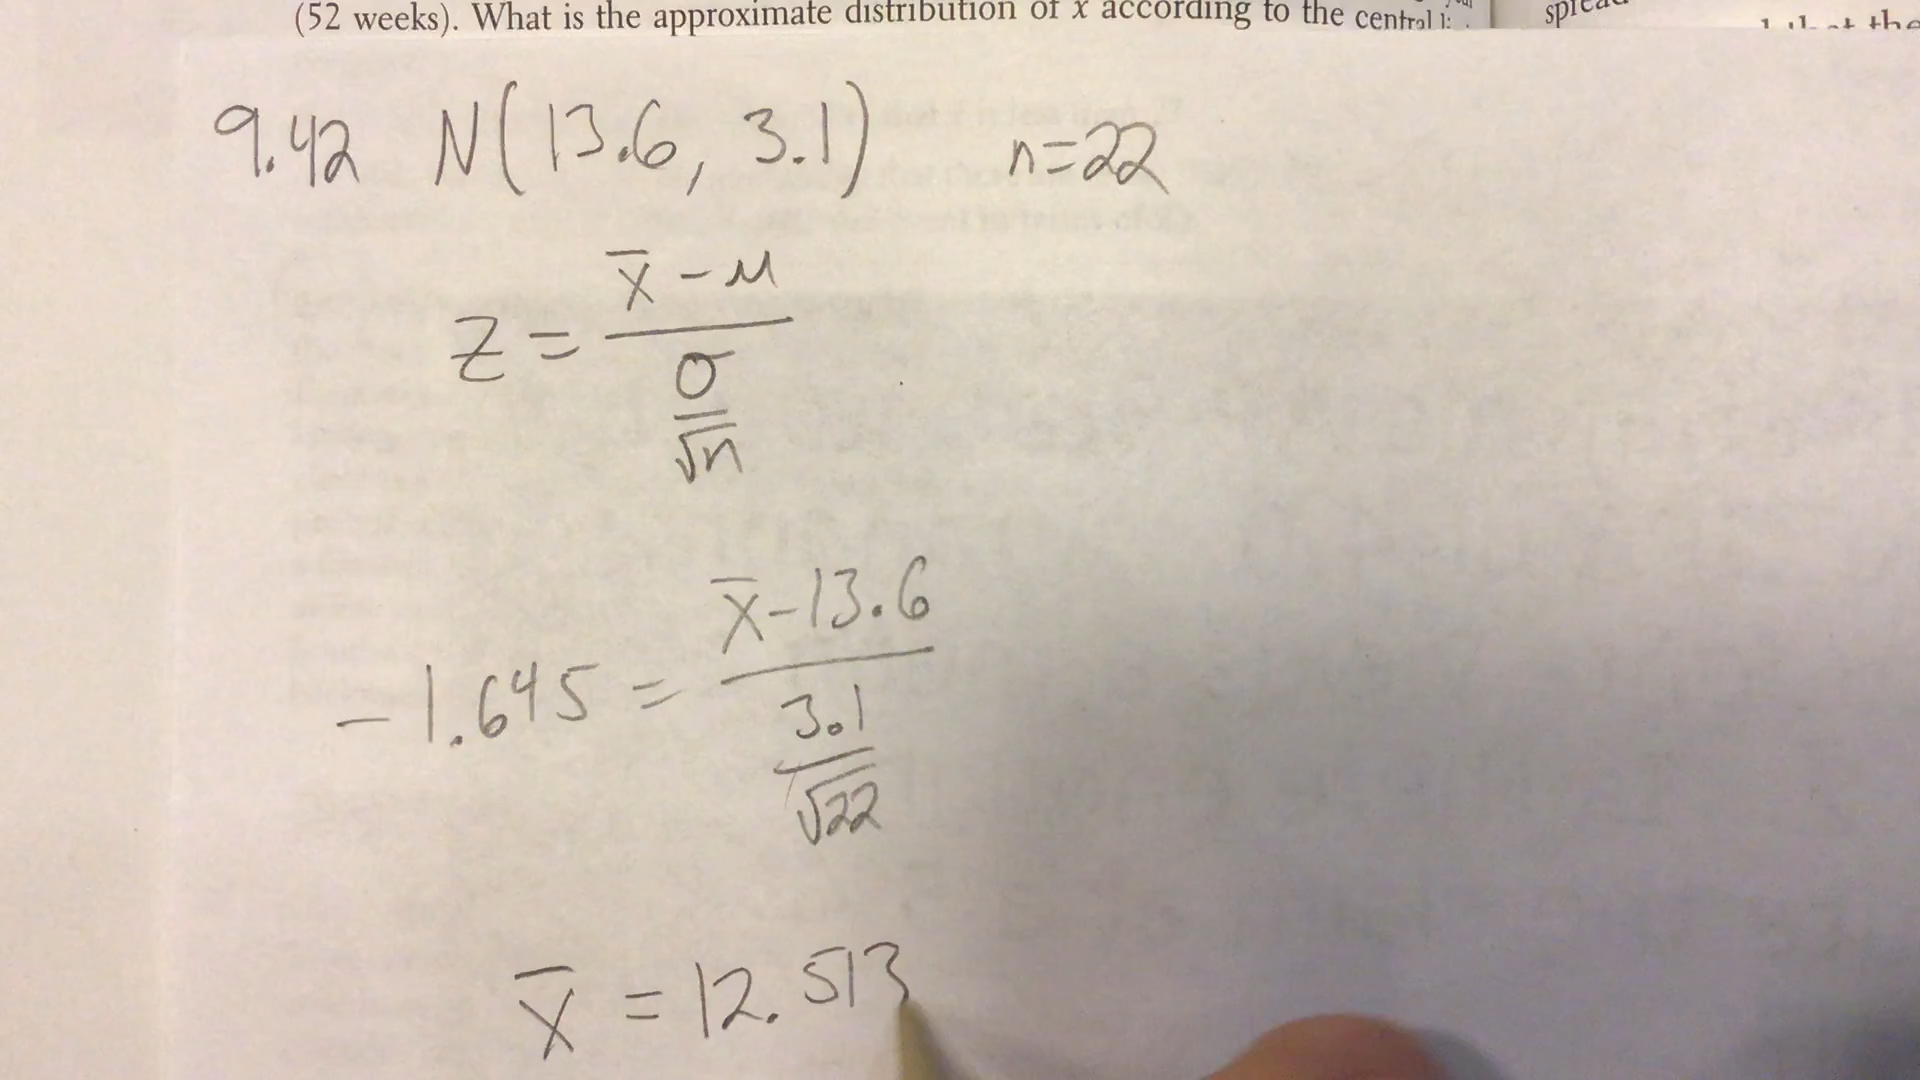 (52 weeks). What is the approximate distribution of x according to the central
9.42 N(13.6, 3.1) n=22
z = (x̅ - μ) / (σ / √n)
-1.645 = (x̅ - 13.6) / (3.1 / √22)
x̅ = 12.513